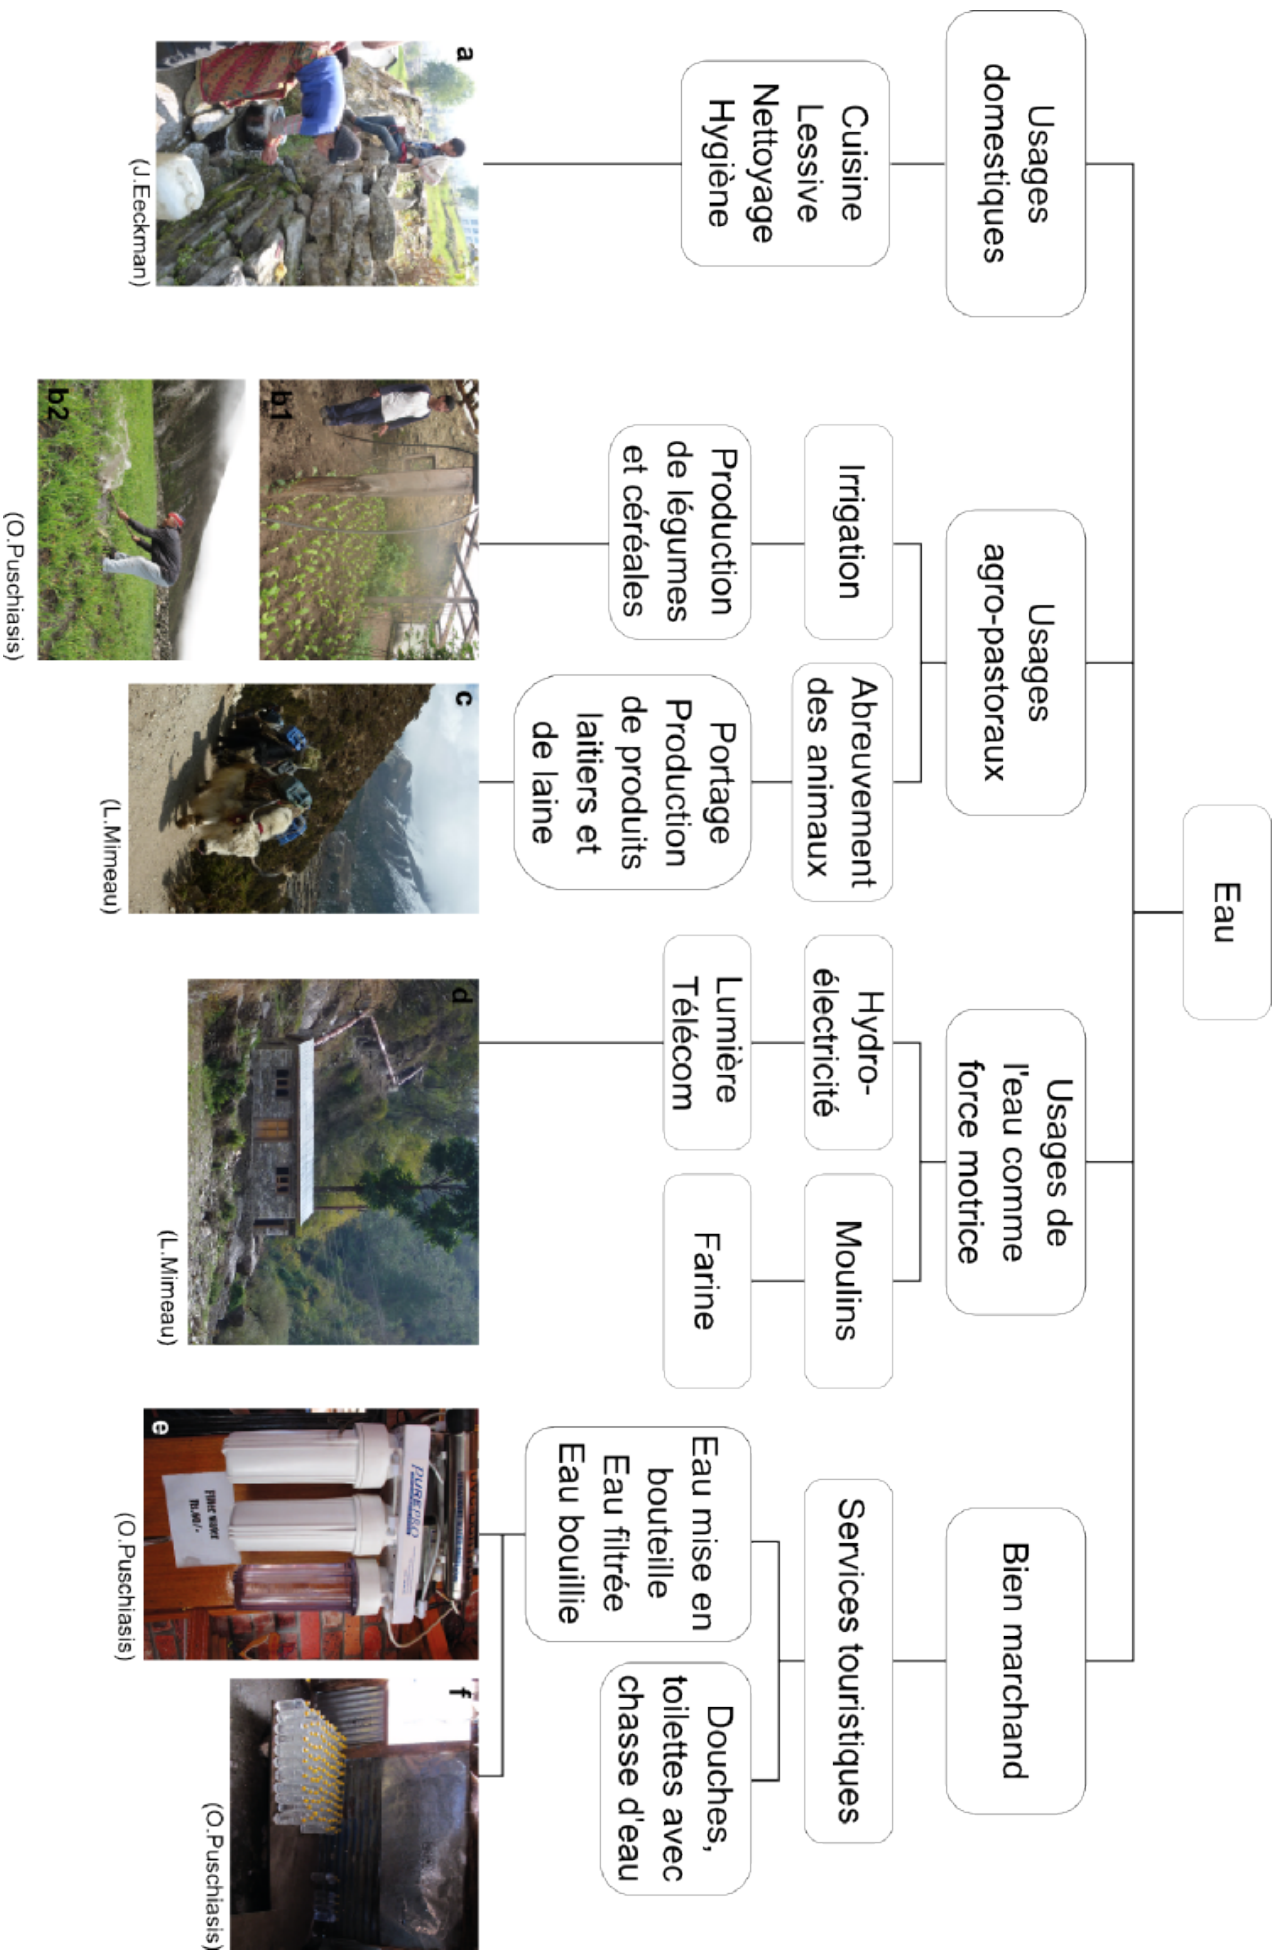 Eau
Usages
domestiques
Usages
agro-pastoraux
Usages de
l'eau comme
force motrice
Bien marchand
Cuisine
Lessive
Nettoyage
Hygiène
Irrigation
Abreuvement
des animaux
Hydro-
électricité
Moulins
Services touristiques
Production
de légumes
et céréales
Portage
Production
de produits
laitiers et
de laine
Lumière
Télécom
Farine
Eau mise en
bouteille
Eau filtrée
Eau bouillie
Douches,
toilettes avec
chasse d'eau
a
(J.Eeckman)
b1
b2
(O.Puschiasis)
c
(L.Mimeau)
d
(L.Mimeau)
PUREPRO
e
(O.Puschiasis)
f
(O.Puschiasis)